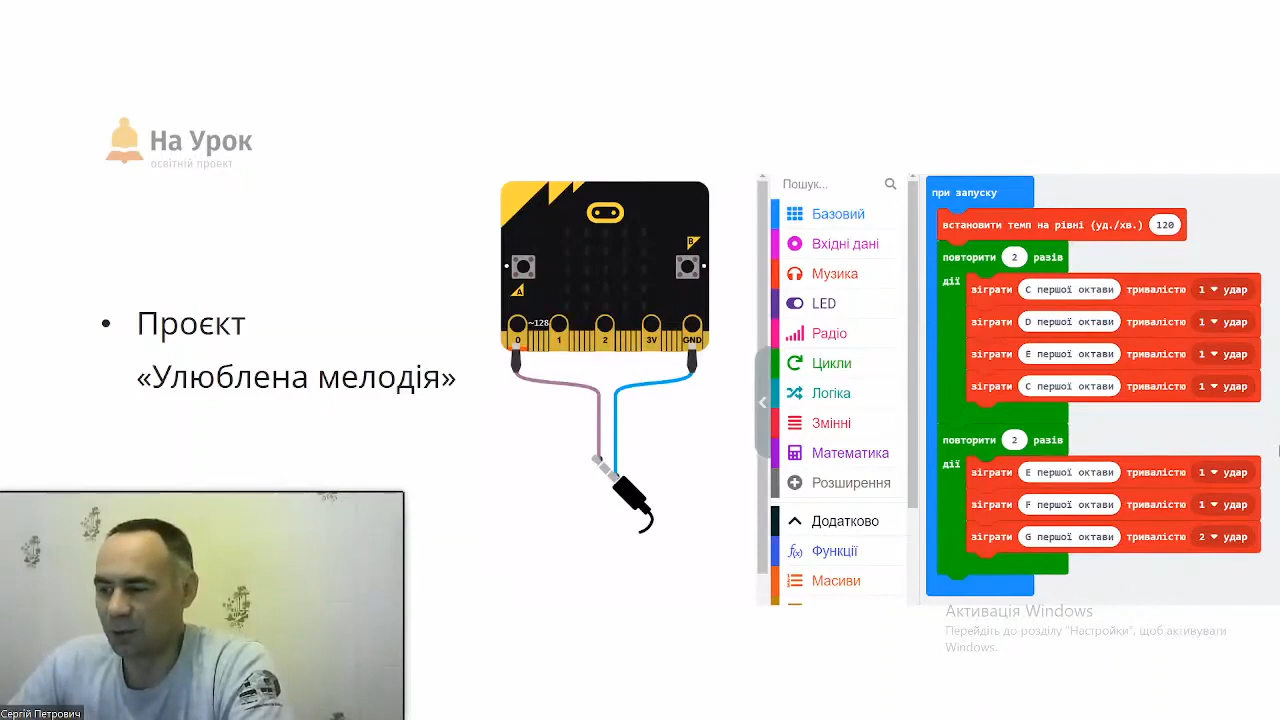 На Урок
освітній проект
• Проєкт
«Улюблена мелодія»
A
B
~128
0 1 2 3V GND
Пошук...
Базовий
Вхідні дані
Музика
LED
Радіо
Цикли
Логіка
Змінні
Математика
Розширення
Додатково
Функції
Масиви
при запуску
встановити темп на рівні (уд./хв.) 120
повторити 2 разів
дії
зіграти C першої октави тривалістю 1 удар
зіграти D першої октави тривалістю 1 удар
зіграти E першої октави тривалістю 1 удар
зіграти C першої октави тривалістю 1 удар
повторити 2 разів
дії
зіграти E першої октави тривалістю 1 удар
зіграти F першої октави тривалістю 1 удар
зіграти G першої октави тривалістю 2 удар
Активація Windows
Перейдіть до розділу "Настройки", щоб активувати
Windows.
Сергій Петрович